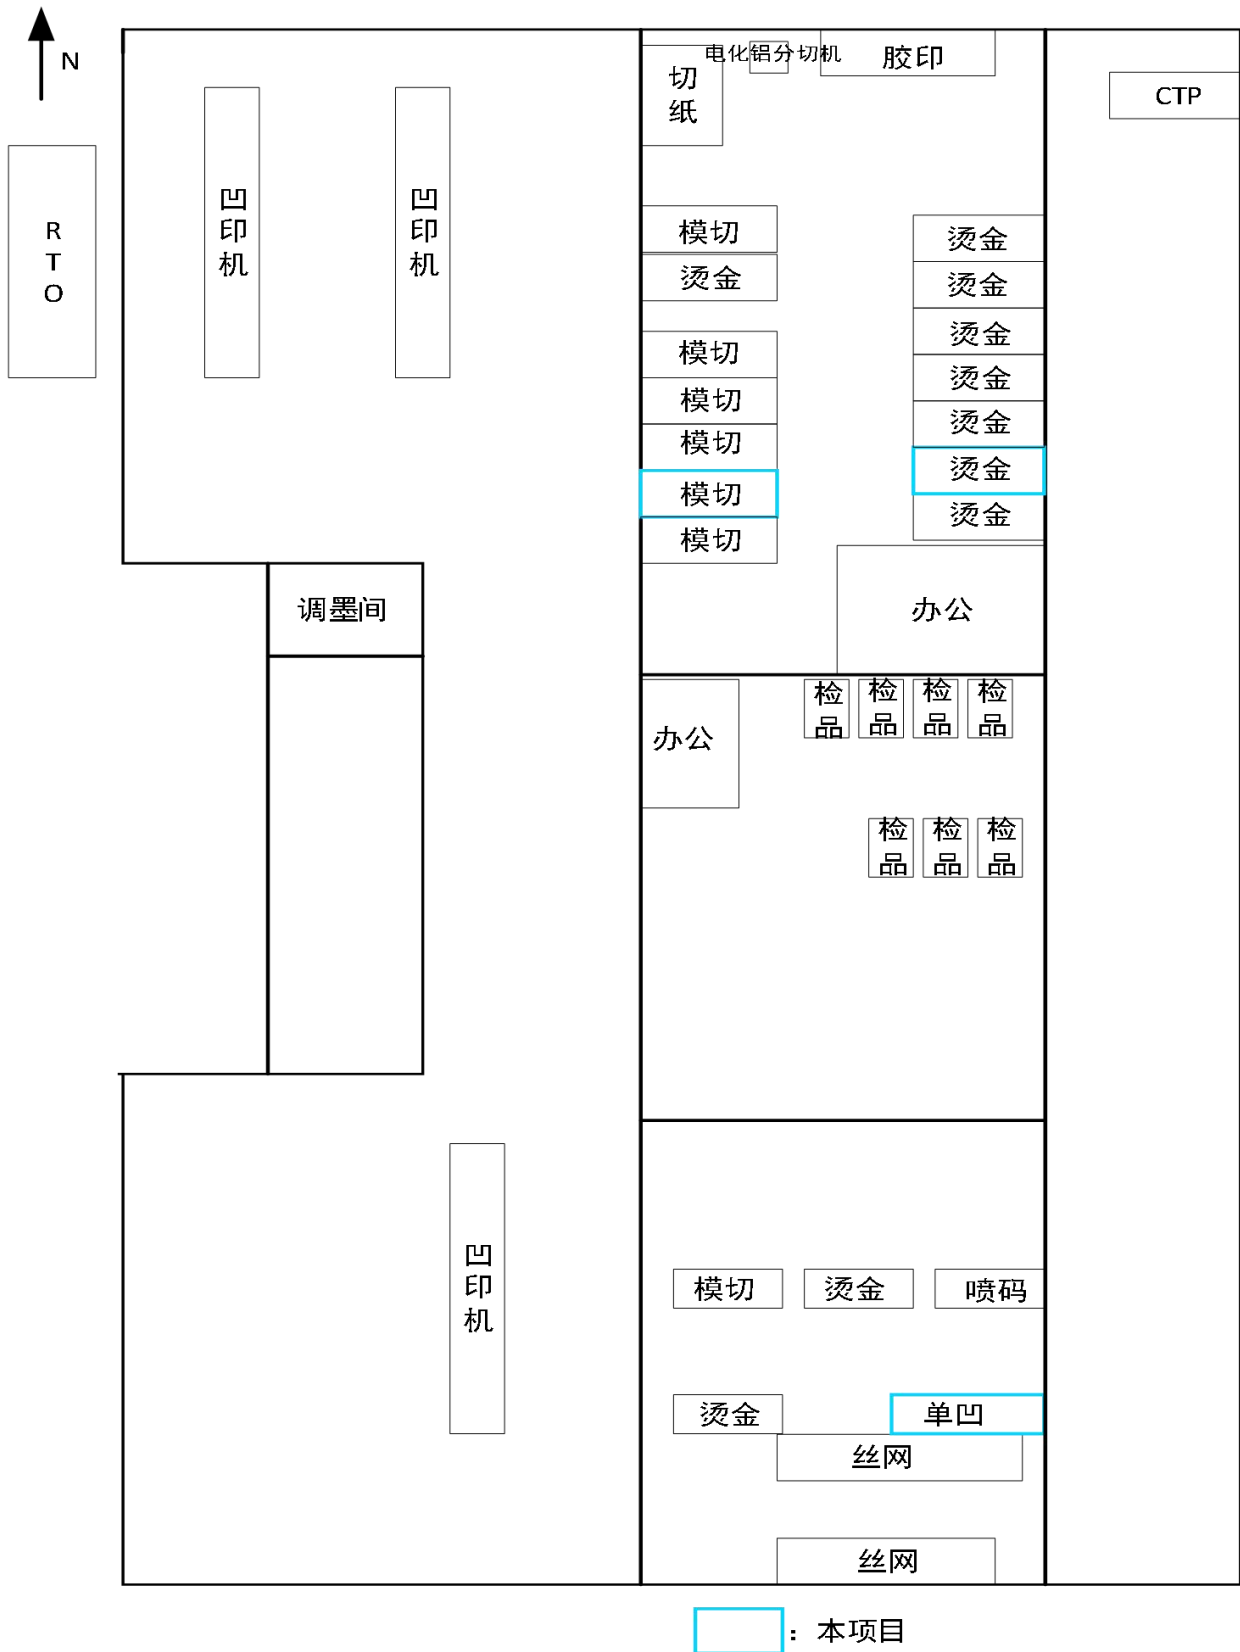 N
电化铝分切机
胶印
切
纸
CTP
R
T
O
凹
印
机
凹
印
机
模切
烫金
模切
模切
模切
模切
模切
烫金
烫金
烫金
烫金
烫金
烫金
烫金
调墨间
办公
办公
检
品
检
品
检
品
检
品
检
品
检
品
检
品
凹
印
机
模切
烫金
喷码
烫金
单凹
丝网
丝网
：本项目